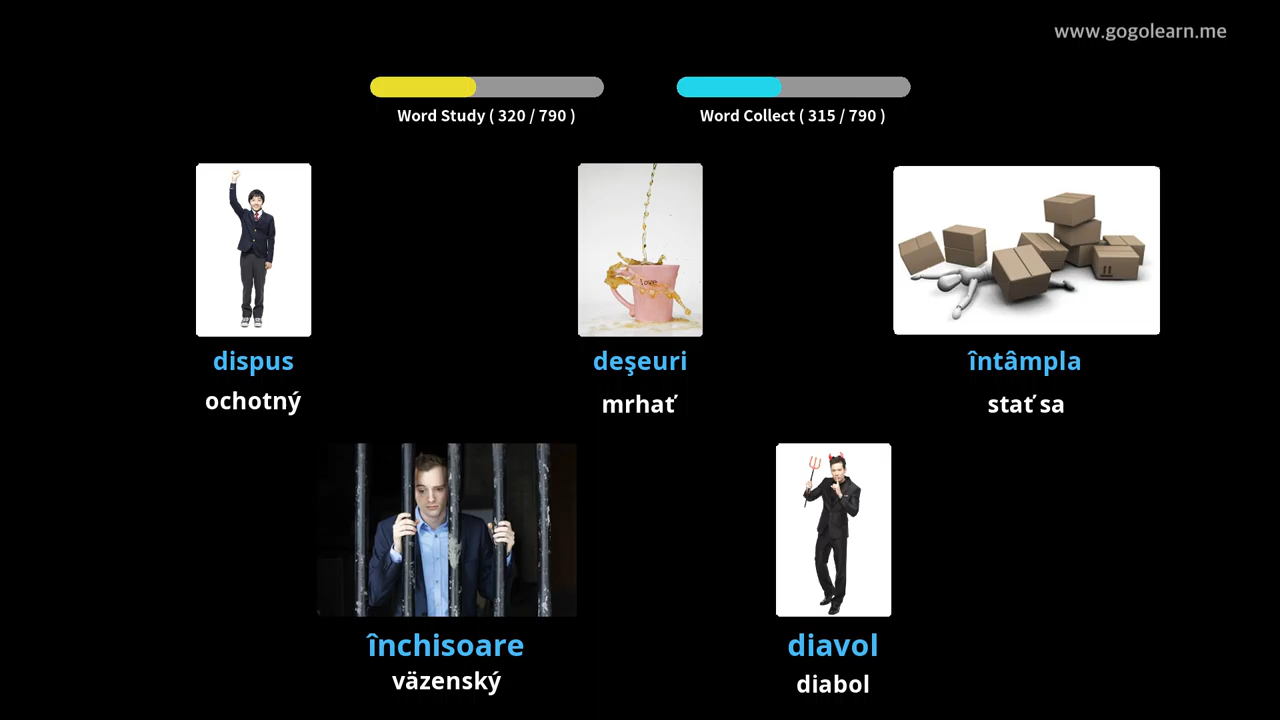 www.gogolearn.me
Word Study ( 320 / 790 )
Word Collect ( 315 / 790 )
love
dispus
deşeuri
întâmpla
ochotný
mrhať
stať sa
închisoare
diavol
väzenský
diabol